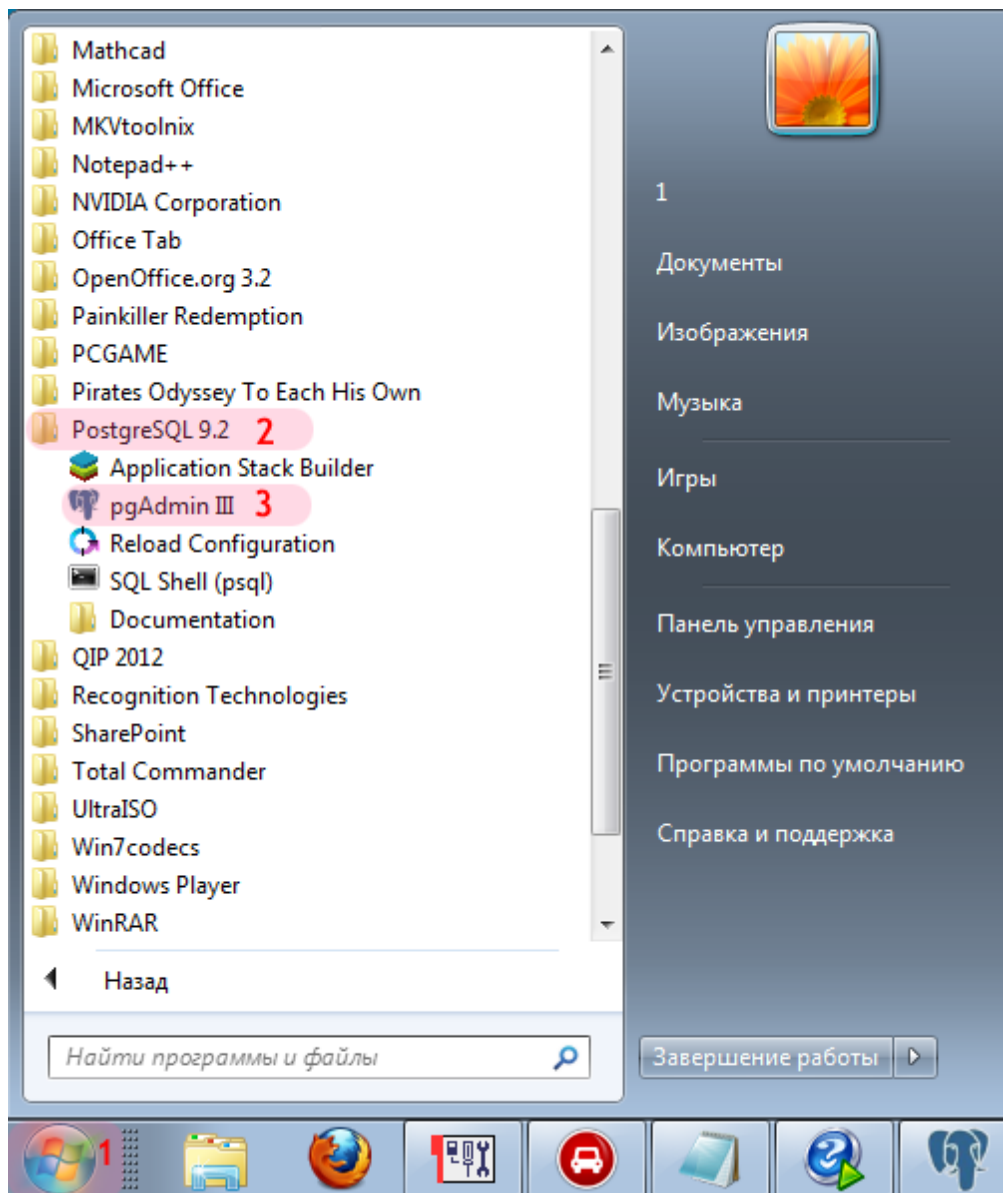 Mathcad
Microsoft Office
MKVtoolnix
Notepad++
NVIDIA Corporation
Office Tab
OpenOffice.org 3.2
Painkiller Redemption
PCGAME
Pirates Odyssey To Each His Own
PostgreSQL 9.2 2
Application Stack Builder
pgAdmin III 3
Reload Configuration
SQL Shell (psql)
Documentation
QIP 2012
Recognition Technologies
SharePoint
Total Commander
UltraISO
Win7codecs
Windows Player
WinRAR
Назад
Найти программы и файлы
1
Документы
Изображения
Музыка
Игры
Компьютер
Панель управления
Устройства и принтеры
Программы по умолчанию
Справка и поддержка
Завершение работы
1